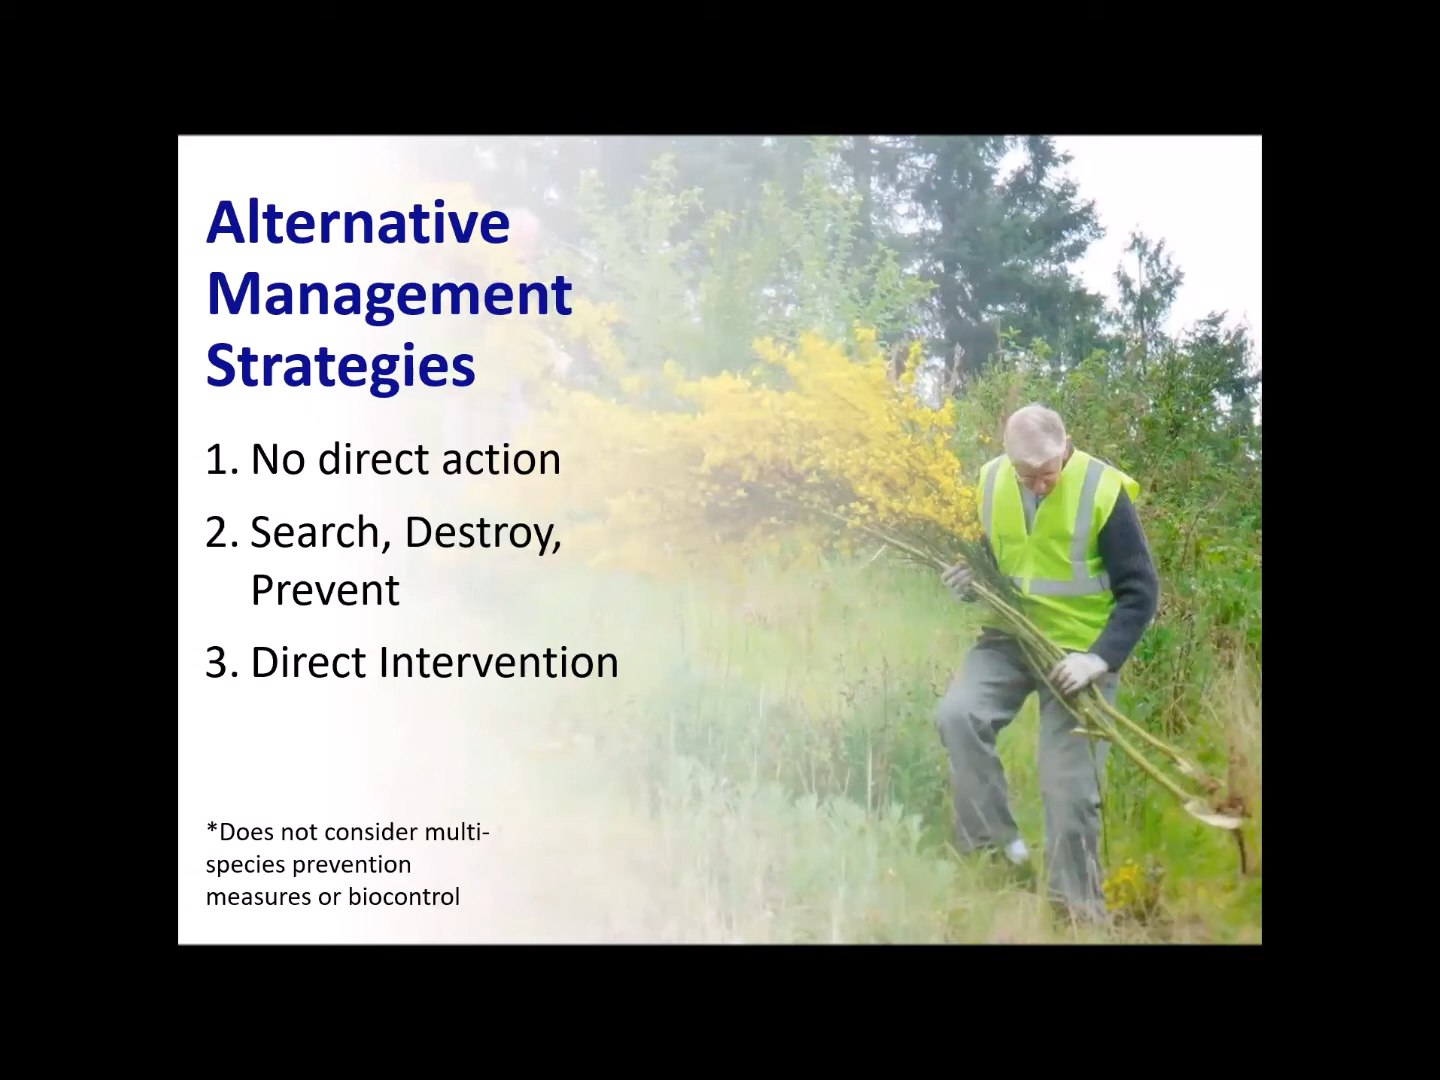 Alternative
Management
Strategies
1. No direct action
2. Search, Destroy,
Prevent
3. Direct Intervention
*Does not consider multi-
species prevention
measures or biocontrol